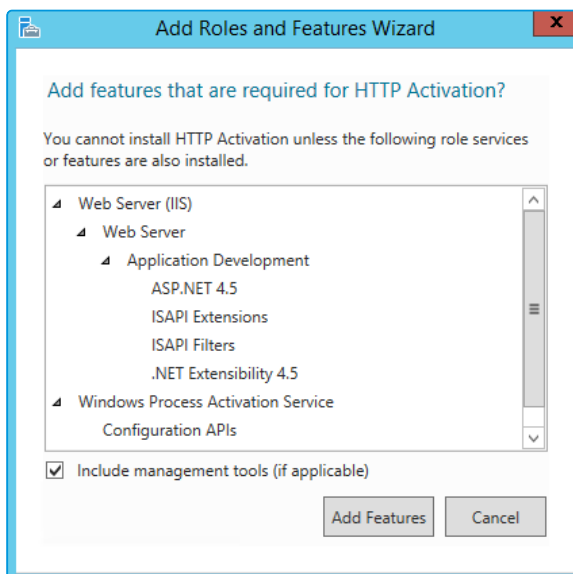 Add Roles and Features Wizard
x
Add features that are required for HTTP Activation?
You cannot install HTTP Activation unless the following role services
or features are also installed.
Web Server (IIS)
Web Server
Application Development
ASP.NET 4.5
ISAPI Extensions
ISAPI Filters
.NET Extensibility 4.5
Windows Process Activation Service
Configuration APIs
Include management tools (if applicable)
Add Features Cancel